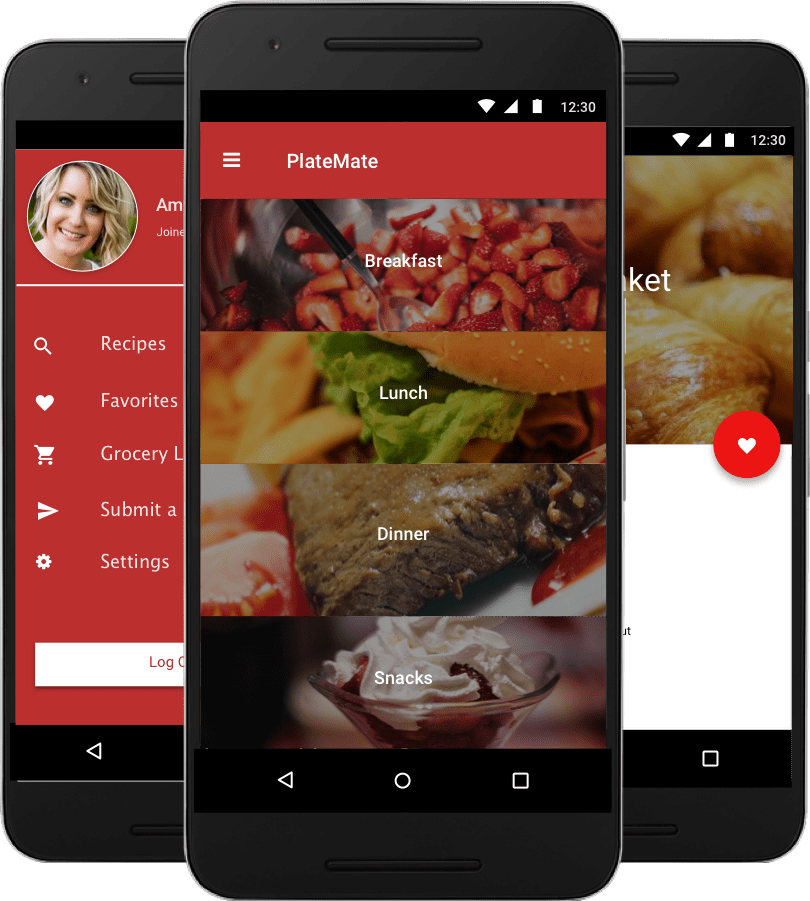 Am
Joine
Recipes
Favorites
Grocery L
Submit a
Settings
Log
12:30
PlateMate
Breakfast
Lunch
Dinner
Snacks
12:30
ket
ut